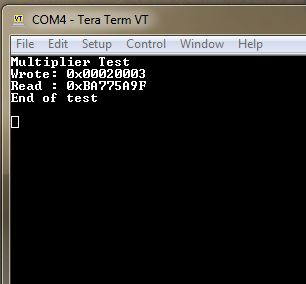 VT
COM4 - Tera Term VT
File Edit Setup Control Window Help
Multiplier Test
Wrote: 0x00020003
Read : 0xBA775A9F
End of test